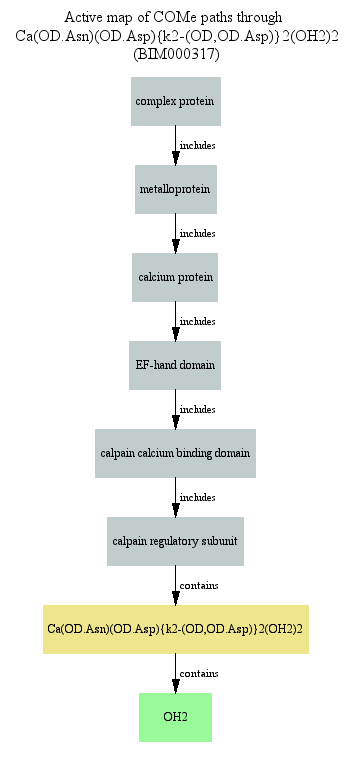 Active map of COMe paths through
Ca(OD.Asn)(OD.Asp){k2-(OD,OD.Asp)}2(OH2)2
(BIM000317)
complex protein
includes
metalloprotein
includes
calcium protein
includes
EF-hand domain
includes
calpain calcium binding domain
includes
calpain regulatory subunit
contains
Ca(OD.Asn)(OD.Asp){k2-(OD,OD.Asp)}2(OH2)2
contains
OH2